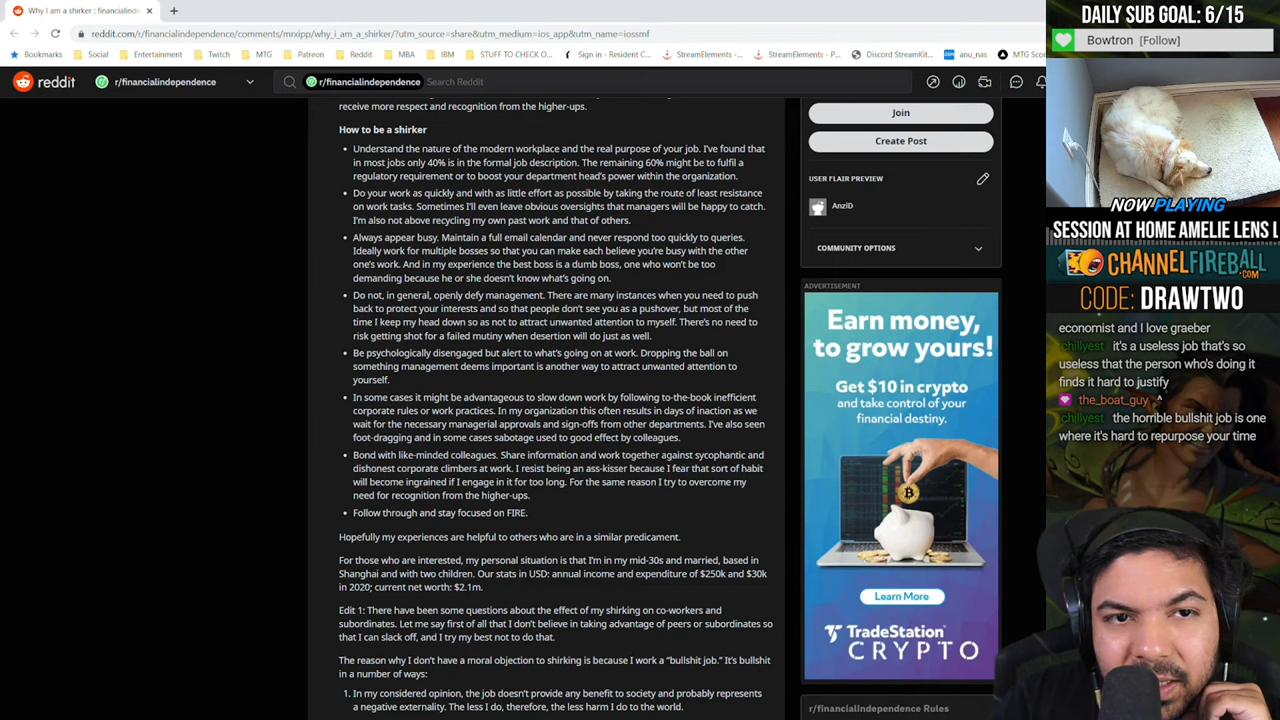 Why I am a shirker : financialinde
reddit.com/r/financialindependence/comments/mrxipp/why_i_am_a_shirker/?utm_source=share&utm_medium=ios_app&utm_name=iossmf
Bookmarks Social Entertainment Twitch MTG Patreon Reddit MBA IBM STUFF TO CHECK O... Sign in - Resident C... StreamElements - ... StreamElements - P... Discord StreamKit... anu_nas MTG Sco
reddit r/financialindependence r/financialindependence Search Reddit
receive more respect and recognition from the higher-ups.
How to be a shirker
• Understand the nature of the modern workplace and the real purpose of your job. I've found that
in most jobs only 40% is in the formal job description. The remaining 60% might be to fulfil a
regulatory requirement or to boost your department head's power within the organization.
• Do your work as quickly and with as little effort as possible by taking the route of least resistance
on work tasks. Sometimes I'll even leave obvious oversights that managers will be happy to catch.
I'm also not above recycling my own past work and that of others.
• Always appear busy. Maintain a full email calendar and never respond too quickly to queries.
Ideally work for multiple bosses so that you can make each believe you're busy with the other
one's work. And in my experience the best boss is a dumb boss, one who won't be too
demanding because he or she doesn't know what's going on.
• Do not, in general, openly defy management. There are many instances when you need to push
back to protect your interests and so that people don't see you as a pushover, but most of the
time I keep my head down so as not to attract unwanted attention to myself. There's no need to
risk getting shot for a failed mutiny when desertion will do just as well.
• Be psychologically disengaged but alert to what's going on at work. Dropping the ball on
something management deems important is another way to attract unwanted attention to
yourself.
• In some cases it might be advantageous to slow down work by following to-the-book inefficient
corporate rules or work practices. In my organization this often results in days of inaction as we
wait for the necessary managerial approvals and sign-offs from other departments. I've also seen
foot-dragging and in some cases sabotage used to good effect by colleagues.
• Bond with like-minded colleagues. Share information and work together against sycophantic and
dishonest corporate climbers at work. I resist being an ass-kisser because I fear that sort of habit
will become ingrained if I engage in it for too long. For the same reason I try to overcome my
need for recognition from the higher-ups.
• Follow through and stay focused on FIRE.
Hopefully my experiences are helpful to others who are in a similar predicament.
For those who are interested, my personal situation is that I'm in my mid-30s and married, based in
Shanghai and with two children. Our stats in USD: annual income and expenditure of $250k and $30k
in 2020; current net worth: $2.1m.
Edit 1: There have been some questions about the effect of my shirking on co-workers and
subordinates. Let me say first of all that I don't believe in taking advantage of peers or subordinates so
that I can slack off, and I try my best not to do that.
The reason why I don't have a moral objection to shirking is because I work a "bullshit job." It's bullshit
in a number of ways:
1. In my considered opinion, the job doesn't provide any benefit to society and probably represents
a negative externality. The less I do, therefore, the less harm I do to the world.
Join
Create Post
USER FLAIR PREVIEW
AnziD
COMMUNITY OPTIONS
ADVERTISEMENT
Earn money,
to grow yours!
Get $10 in crypto
and take control of your
financial destiny.
Learn More
TradeStation
CRYPTO
r/financialindependence Rules
DAILY SUB GOAL: 6/15
Bowtron [Follow]
NOW PLAYING
SESSION AT HOME AMELIE LENS L
CHANNELFIREBALL
.COM
CODE: DRAWTWO
economist and I love graeber
chillyest it's a useless job that's so
useless that the person who's doing it
finds it hard to justify
the_boat_guy ^
chillyest the horrible bullshit job is one
where it's hard to repurpose your time